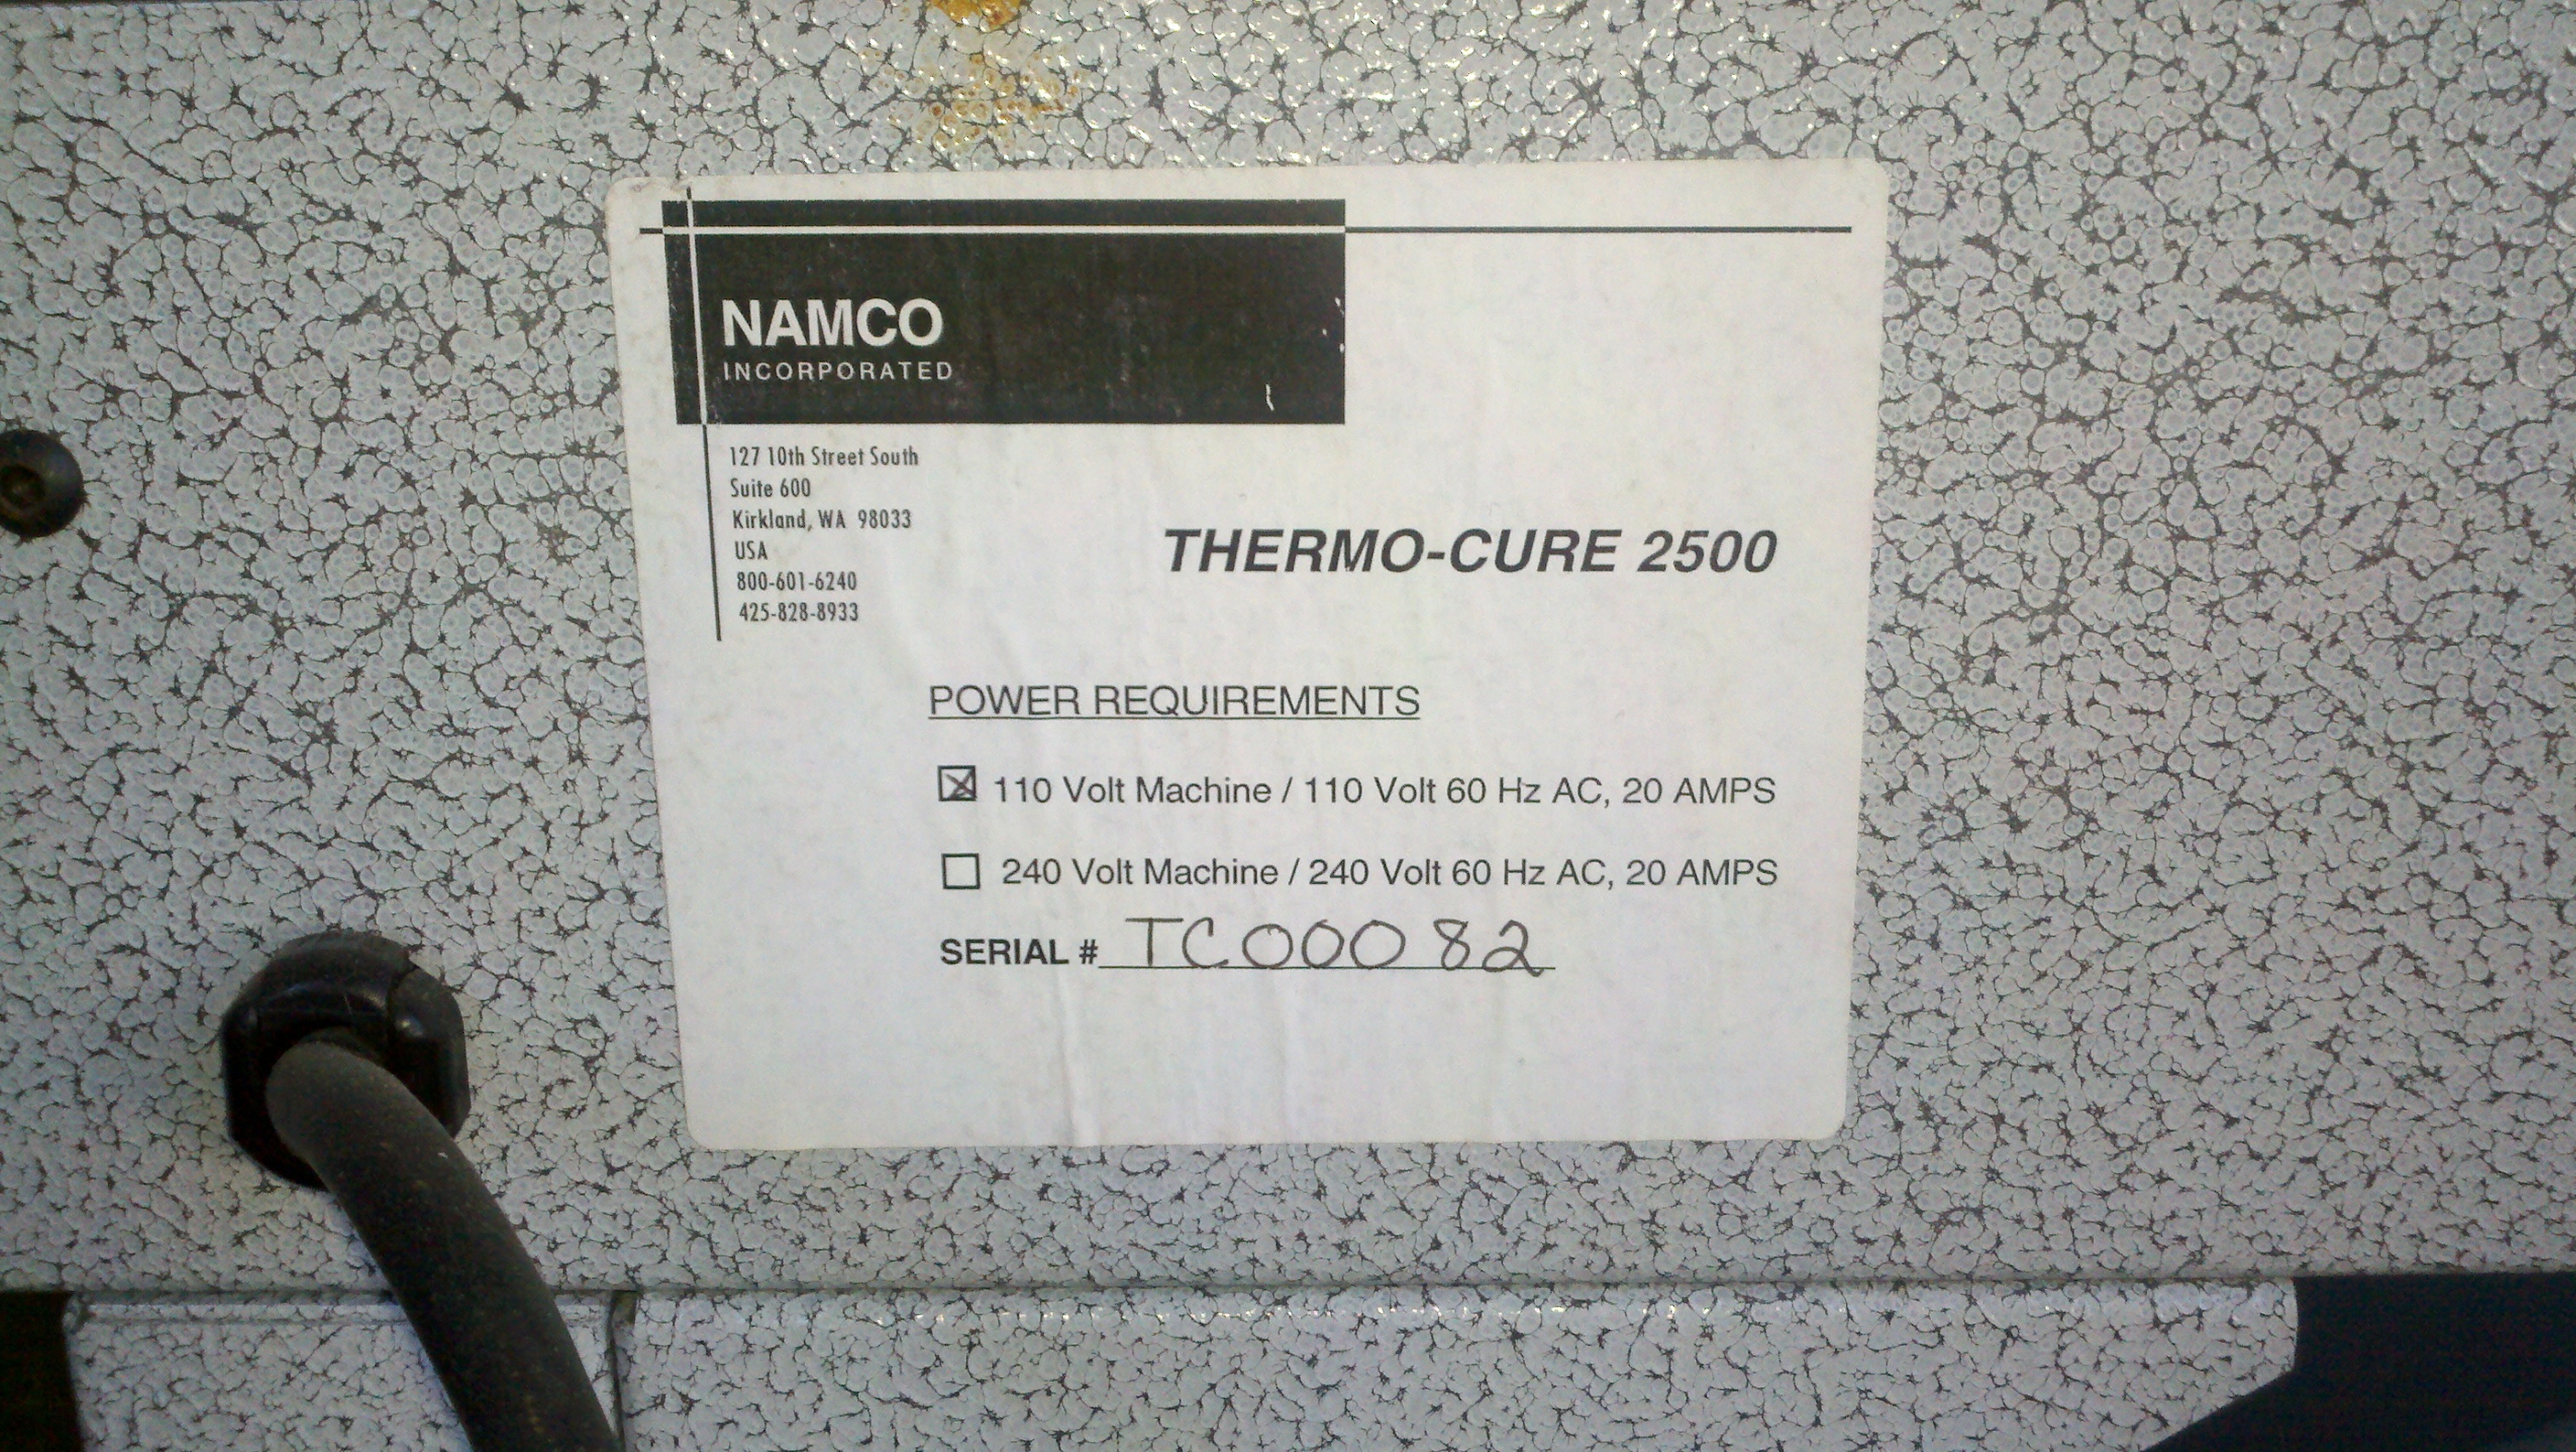 NAMCO
INCORPORATED
127 10th Street South
Suite 600
Kirkland, WA 98033
USA
800-601-6240
425-828-8933
THERMO-CURE 2500
POWER REQUIREMENTS
☒ 110 Volt Machine / 110 Volt 60 Hz AC, 20 AMPS
☐ 240 Volt Machine / 240 Volt 60 Hz AC, 20 AMPS
SERIAL # TC00082